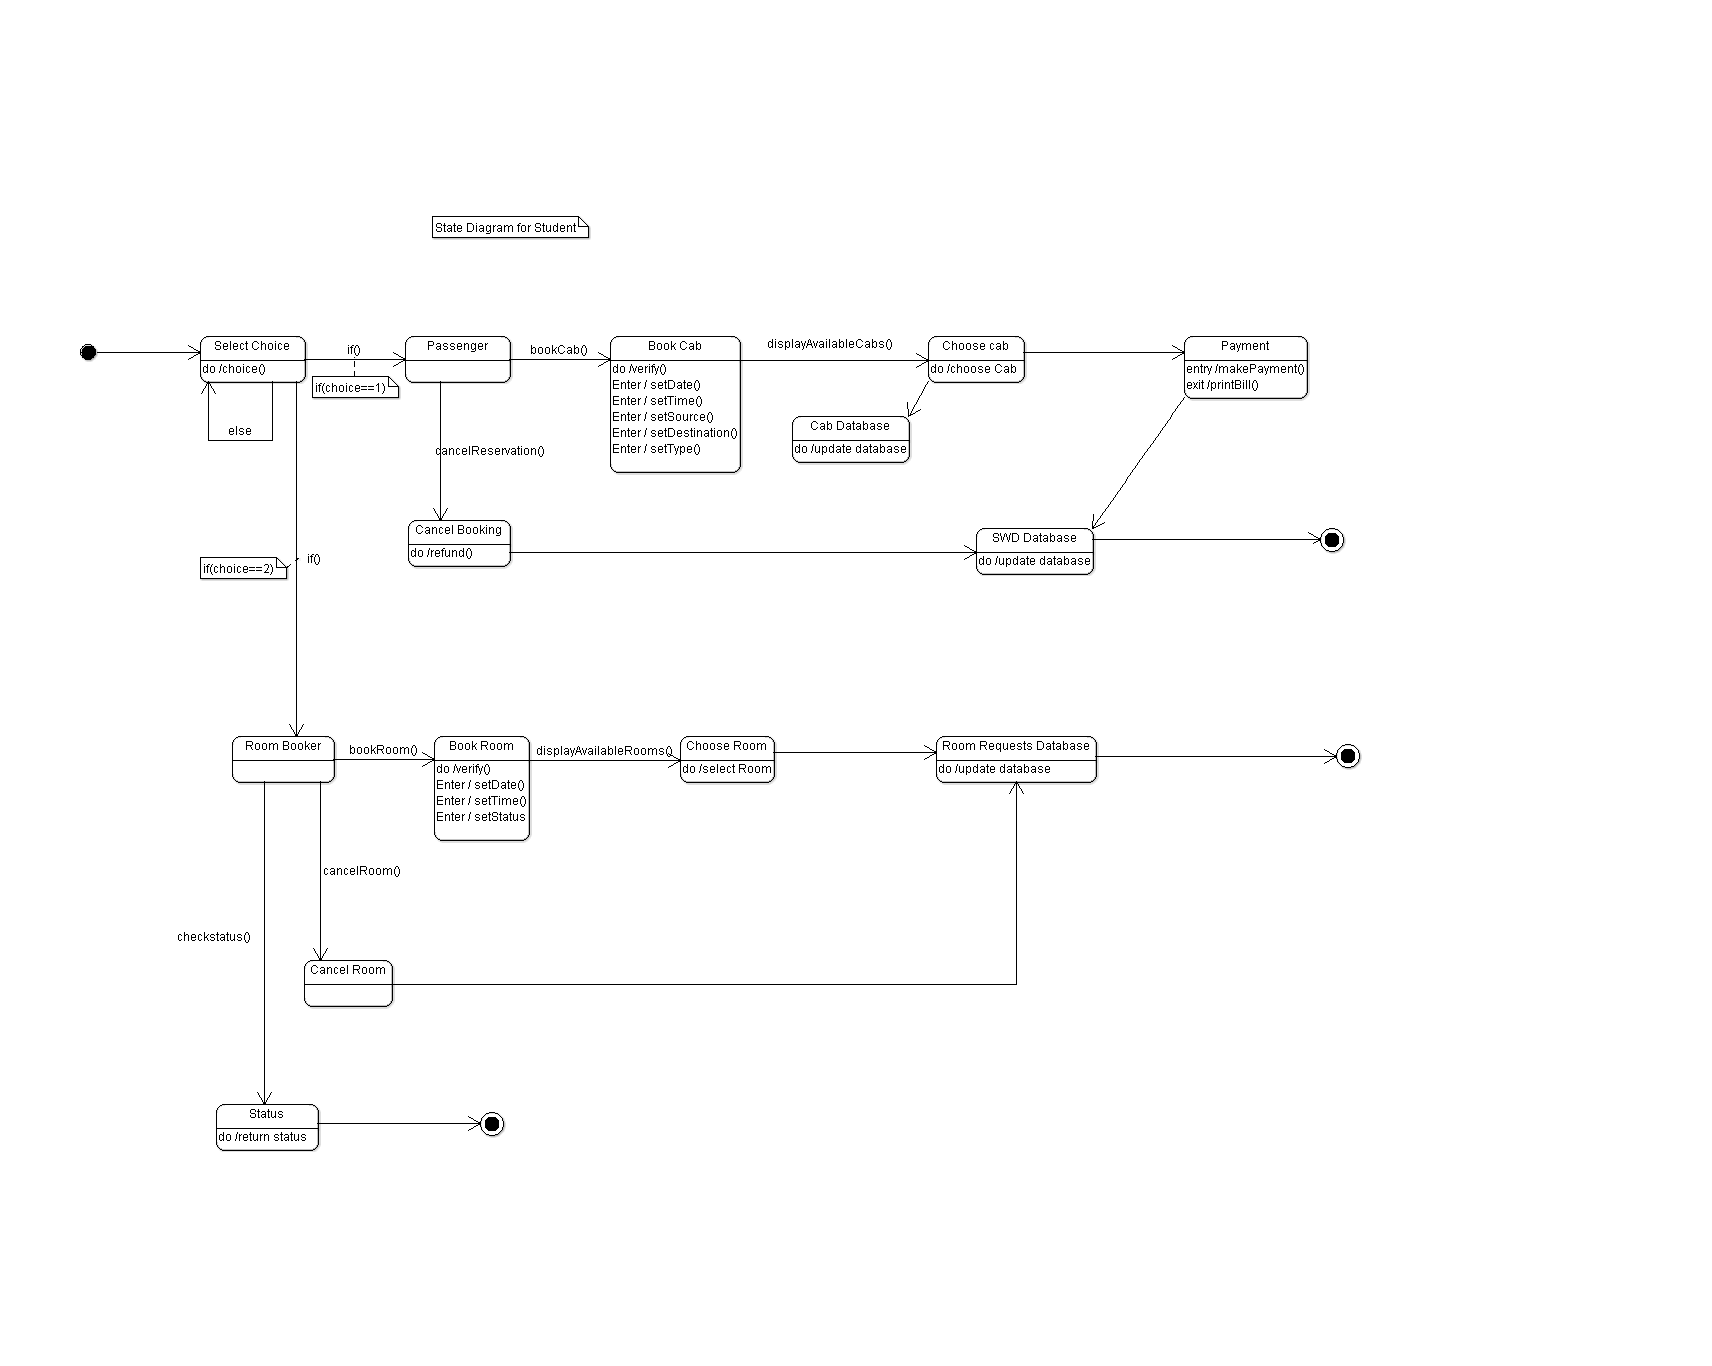 State Diagram for Student
Select Choice
do /choice()
else
if()
if(choice==1)
Passenger
bookCab()
Book Cab
do /verify()
Enter / setDate()
Enter / setTime()
Enter / setSource()
Enter / setDestination()
Enter / setType()
displayAvailableCabs()
Choose cab
do /choose Cab
Payment
entry /makePayment()
exit /printBill()
Cab Database
do /update database
cancelReservation()
Cancel Booking
do /refund()
SWD Database
do /update database
if(choice==2)
if()
Room Booker
bookRoom()
Book Room
do /verify()
Enter / setDate()
Enter / setTime()
Enter / setStatus
displayAvailableRooms()
Choose Room
do /select Room
Room Requests Database
do /update database
cancelRoom()
checkstatus()
Cancel Room
Status
do /return status